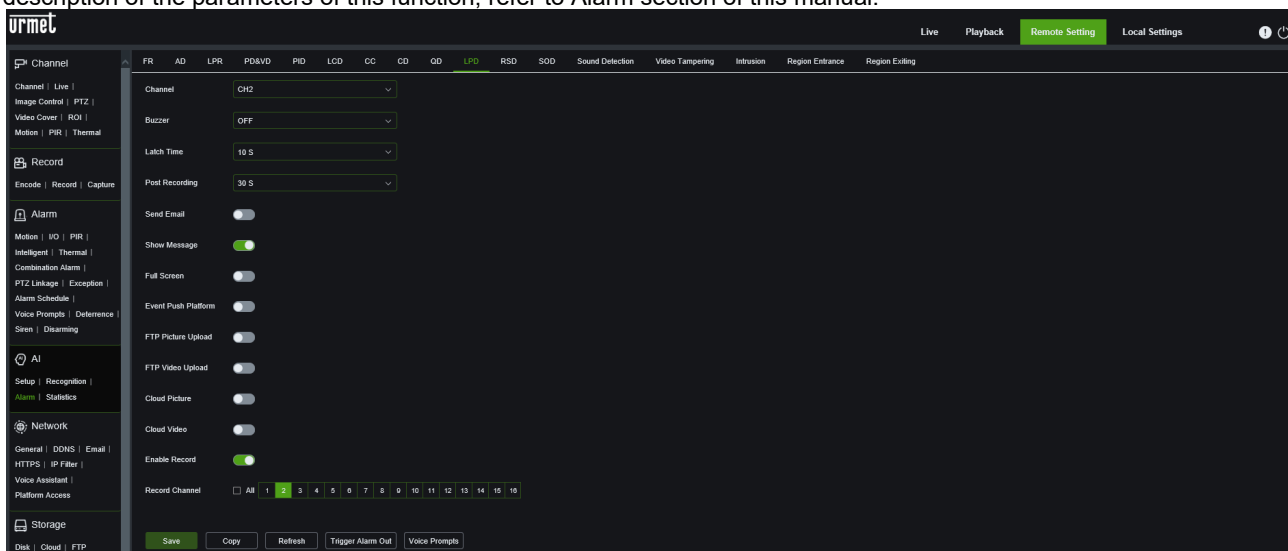 description of the parameters of this function, refer to Alarm section of this manual.
urmet
Live Playback Remote Setting Local Settings
Channel
Channel | Live |
Image Control | PTZ |
Video Cover | ROI |
Motion | PIR | Thermal
Record
Encode | Record | Capture
Alarm
Motion | I/O | PIR |
Intelligent | Thermal |
Combination Alarm |
PTZ Linkage | Exception |
Alarm Schedule |
Voice Prompts | Deterrence |
Siren | Disarming
AI
Setup | Recognition |
Alarm | Statistics
Network
General | DDNS | Email |
HTTPS | IP Filter |
Voice Assistant |
Platform Access
Storage
Disk | Cloud | FTP
FR AD LPR PD&VD PID LCD CC CD QD LPD RSD SOD Sound Detection Video Tampering Intrusion Region Entrance Region Exiting
Channel CH2
Buzzer OFF
Latch Time 10 S
Post Recording 30 S
Send Email
Show Message
Full Screen
Event Push Platform
FTP Picture Upload
FTP Video Upload
Cloud Picture
Cloud Video
Enable Record
Record Channel All 1 2 3 4 5 6 7 8 9 10 11 12 13 14 15 16
Save Copy Refresh Trigger Alarm Out Voice Prompts